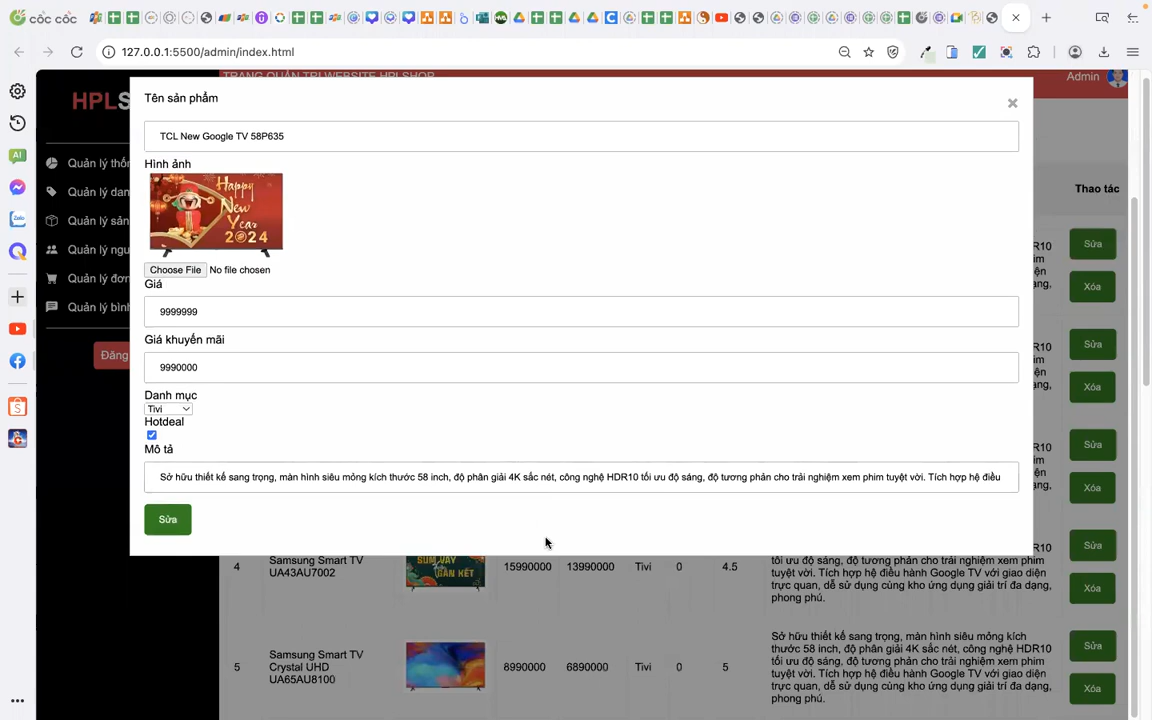 cốc cốc
127.0.0.1:5500/admin/index.html
TRANG QUẢN TRỊ WEBSITE HPLSHOP
Admin
HPLS
Tên sản phẩm
TCL New Google TV 58P635
Hình ảnh
Happy
New
Year
2024
Choose File No file chosen
Giá
9999999
Giá khuyến mãi
9990000
Danh mục
Tivi
Hotdeal
Mô tả
Sở hữu thiết kế sang trọng, màn hình siêu mỏng kích thước 58 inch, độ phân giải 4K sắc nét, công nghệ HDR10 tối ưu độ sáng, độ tương phản cho trải nghiệm xem phim tuyệt vời. Tích hợp hệ điều
Sửa
Quản lý thốn
Quản lý dan
Quản lý sản
Quản lý ngu
Quản lý đơn
Quản lý bình
Đăng
Thao tác
Sửa
Xóa
Sửa
Xóa
Sửa
Xóa
Sửa
Xóa
4 Samsung Smart TV UA43AU7002 15990000 13990000 Tivi 0 4.5
tối ưu độ sáng, độ tương phản cho trải nghiệm xem phim
tuyệt vời. Tích hợp hệ điều hành Google TV với giao diện
trực quan, dễ sử dụng cùng kho ứng dụng giải trí đa dạng,
phong phú.
5 Samsung Smart TV Crystal UHD UA65AU8100 8990000 6890000 Tivi 0 5
Sở hữu thiết kế sang trọng, màn hình siêu mỏng kích
thước 58 inch, độ phân giải 4K sắc nét, công nghệ HDR10
tối ưu độ sáng, độ tương phản cho trải nghiệm xem phim
tuyệt vời. Tích hợp hệ điều hành Google TV với giao diện
trực quan, dễ sử dụng cùng kho ứng dụng giải trí đa dạng,
phong phú.
Sửa
Xóa